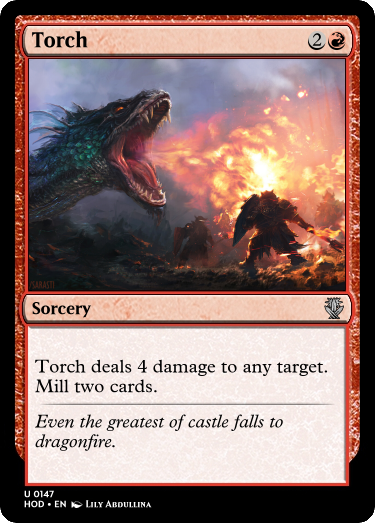 Torch 2
/SABASTI
Sorcery
Torch deals 4 damage to any target.
Mill two cards.
Even the greatest of castle falls to
dragonfire.
U 0147
HOD • EN LILY ABDULLINA